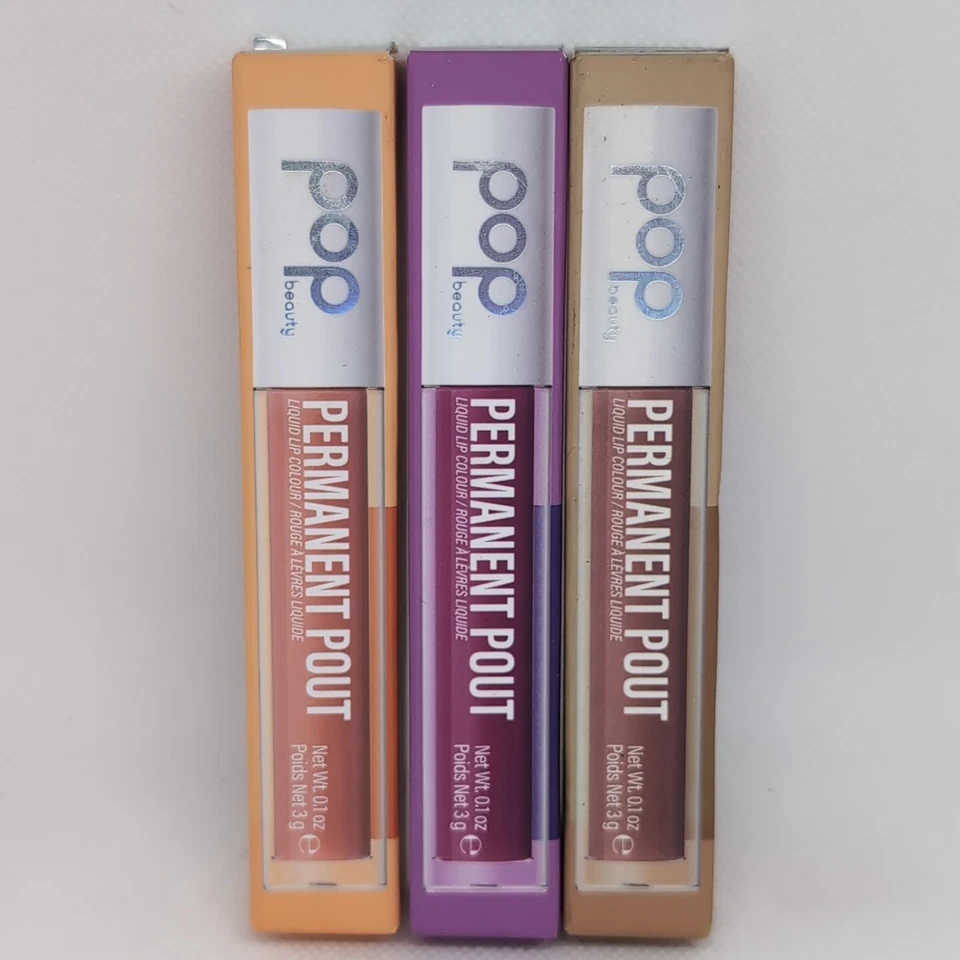 pop
beauty
PERMANENT POUT
LIQUID LIP COLOUR / ROUGE À LÈVRES LIQUIDE
Net Wt. 0.1 oz
Poids Net 3 g e
pop
beauty
PERMANENT POUT
LIQUID LIP COLOUR / ROUGE À LÈVRES LIQUIDE
Net Wt. 0.1 oz
Poids Net 3 g e
pop
beauty
PERMANENT POUT
LIQUID LIP COLOUR / ROUGE À LÈVRES LIQUIDE
Net Wt. 0.1 oz
Poids Net 3 g e